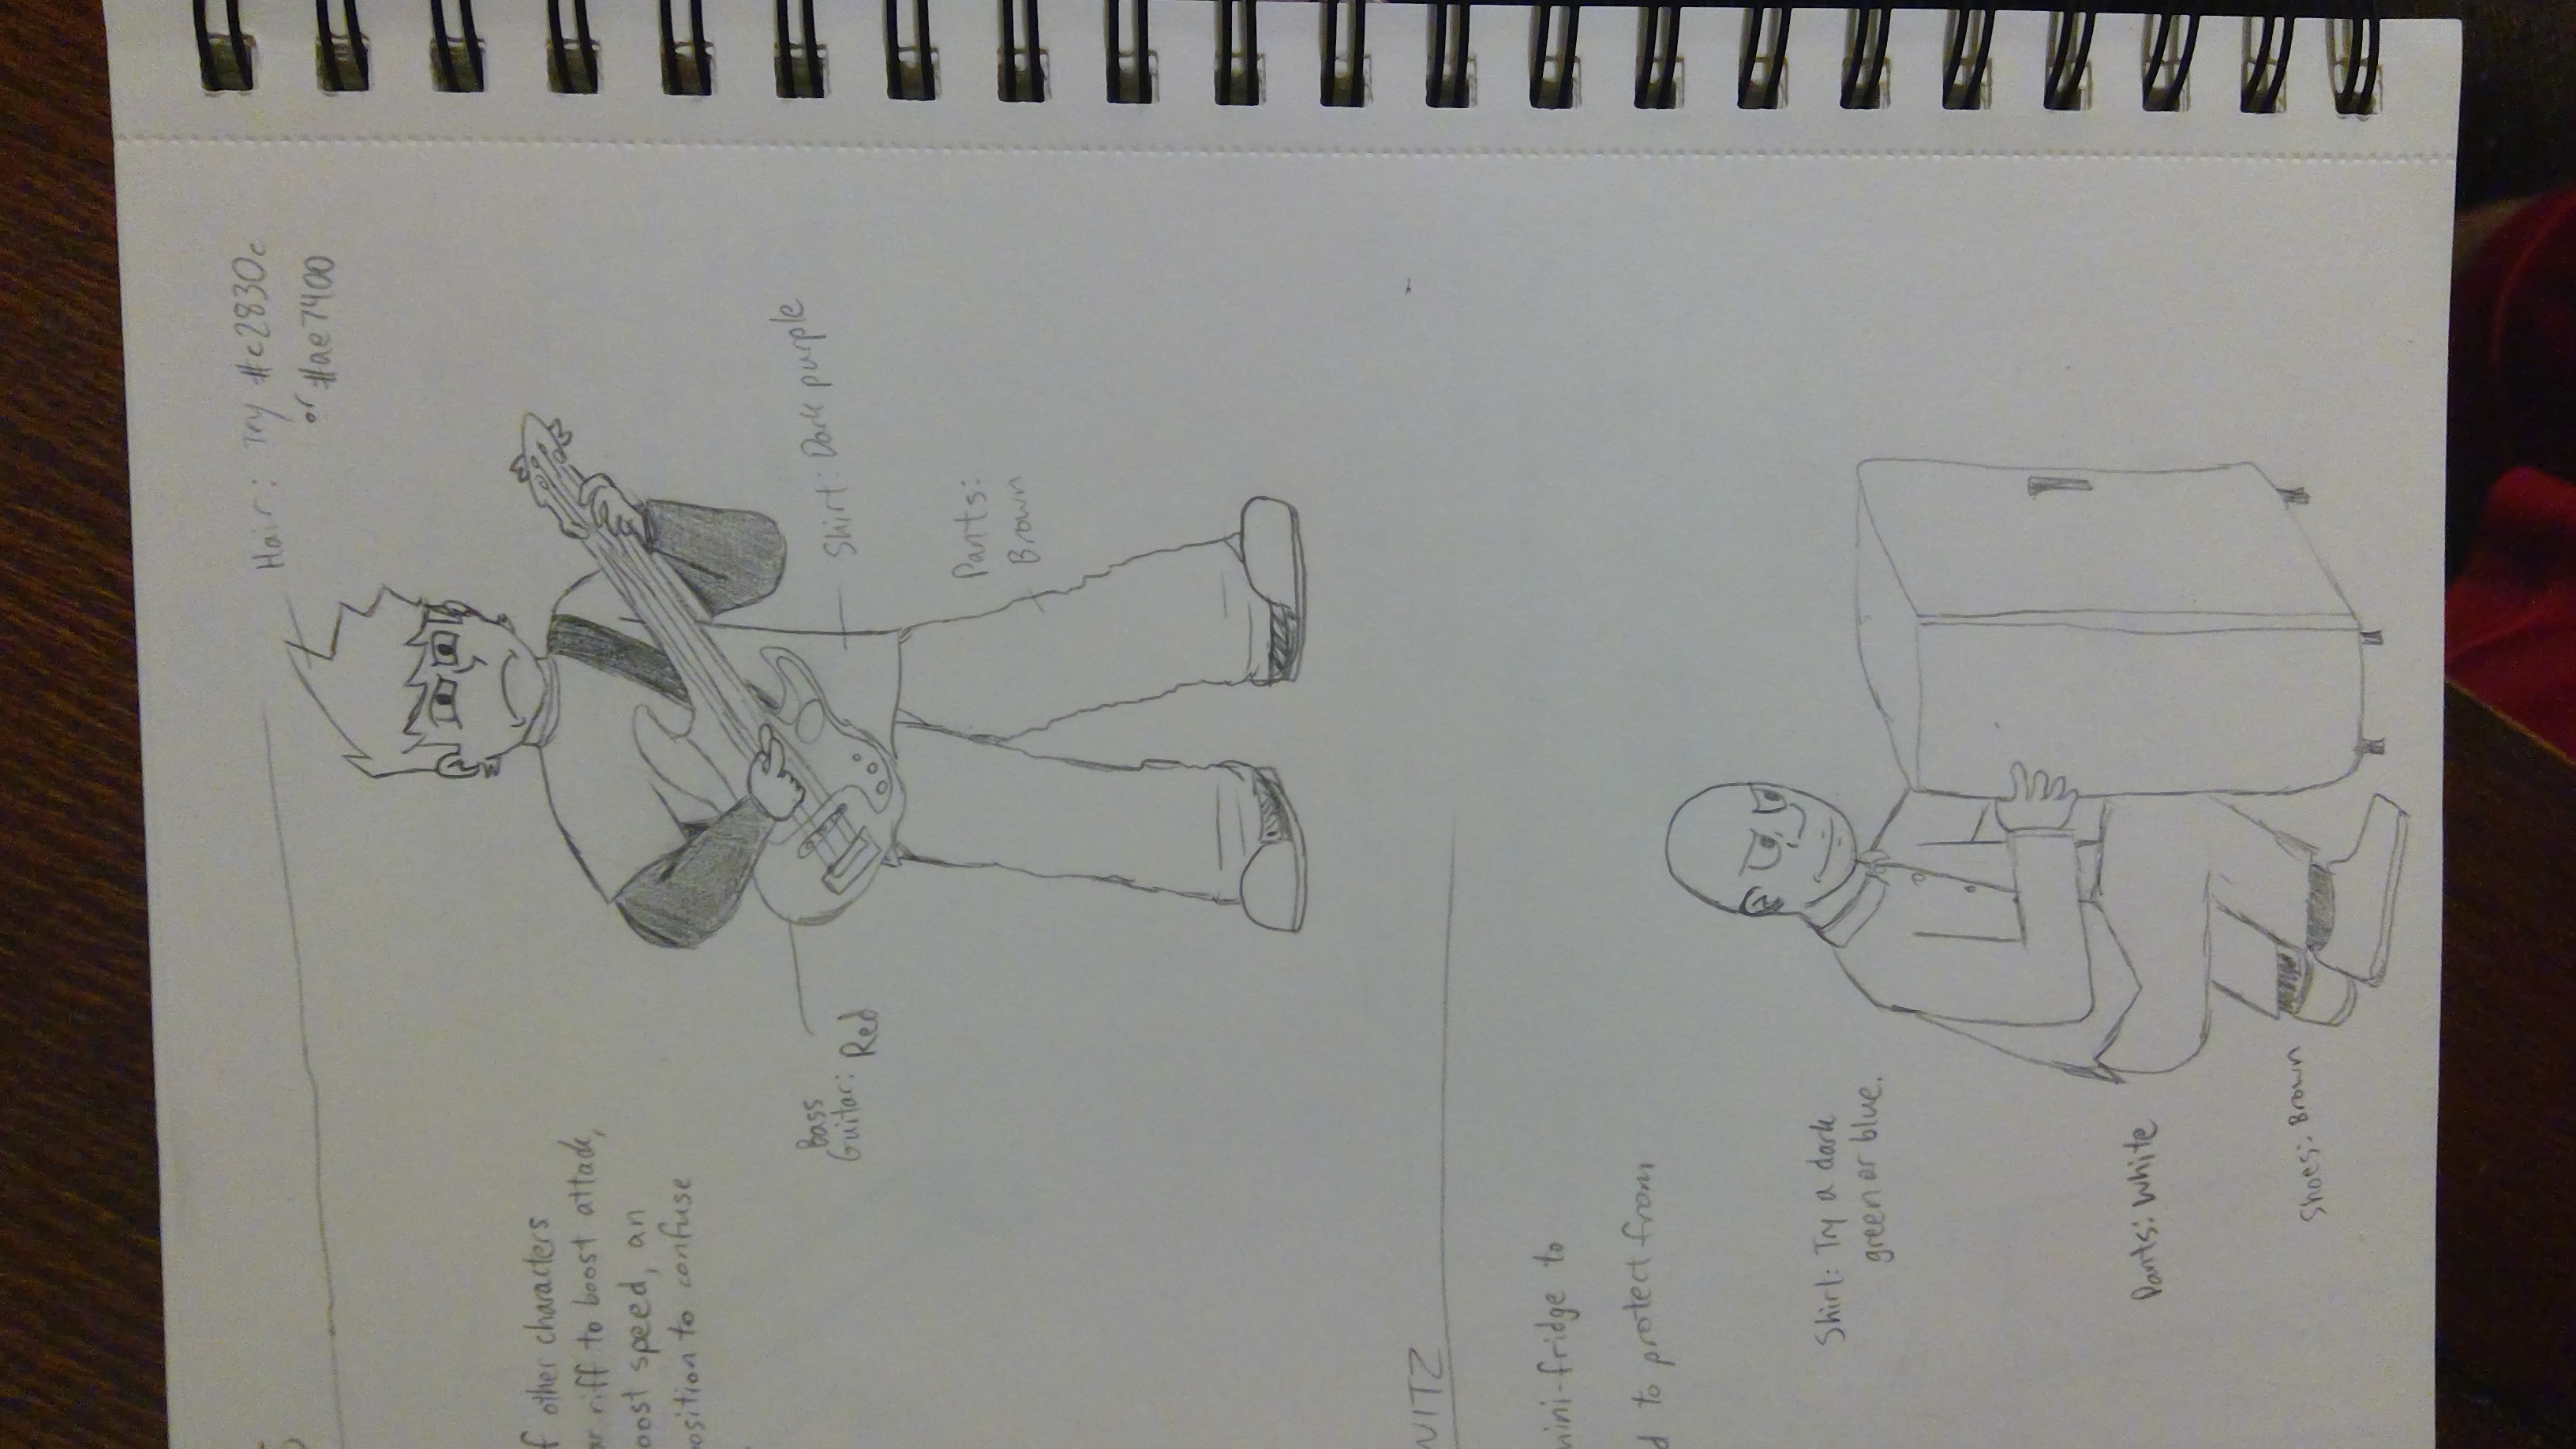 Hair: Try #c2830c
or #ae7400
f other characters
ar riff to boost attack,
oost speed, an
osition to confuse
Shirt: Dark purple
Pants:
Brown
Bass
Guitar: Red
WITZ
mini-fridge to
d to protect from
Shirt: Try a dark
green or blue.
Pants: White
Shoes: Brown